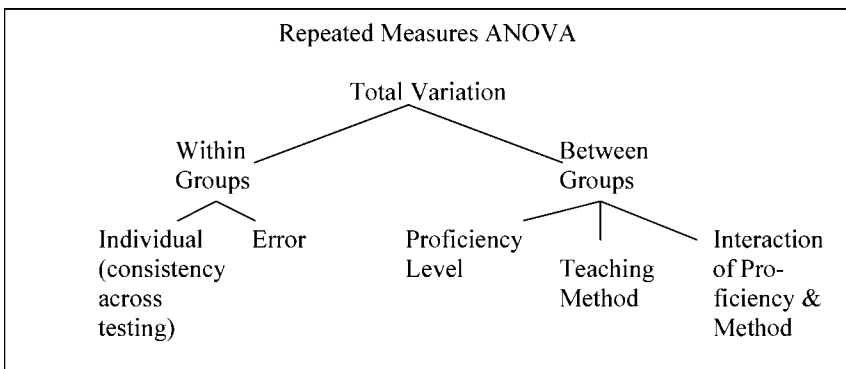 Repeated Measures ANOVA
Total Variation
Within
Groups
Between
Groups
Individual
(consistency
across
testing)
Error
Proficiency
Level
Teaching
Method
Interaction
of Pro-
ficiency &
Method